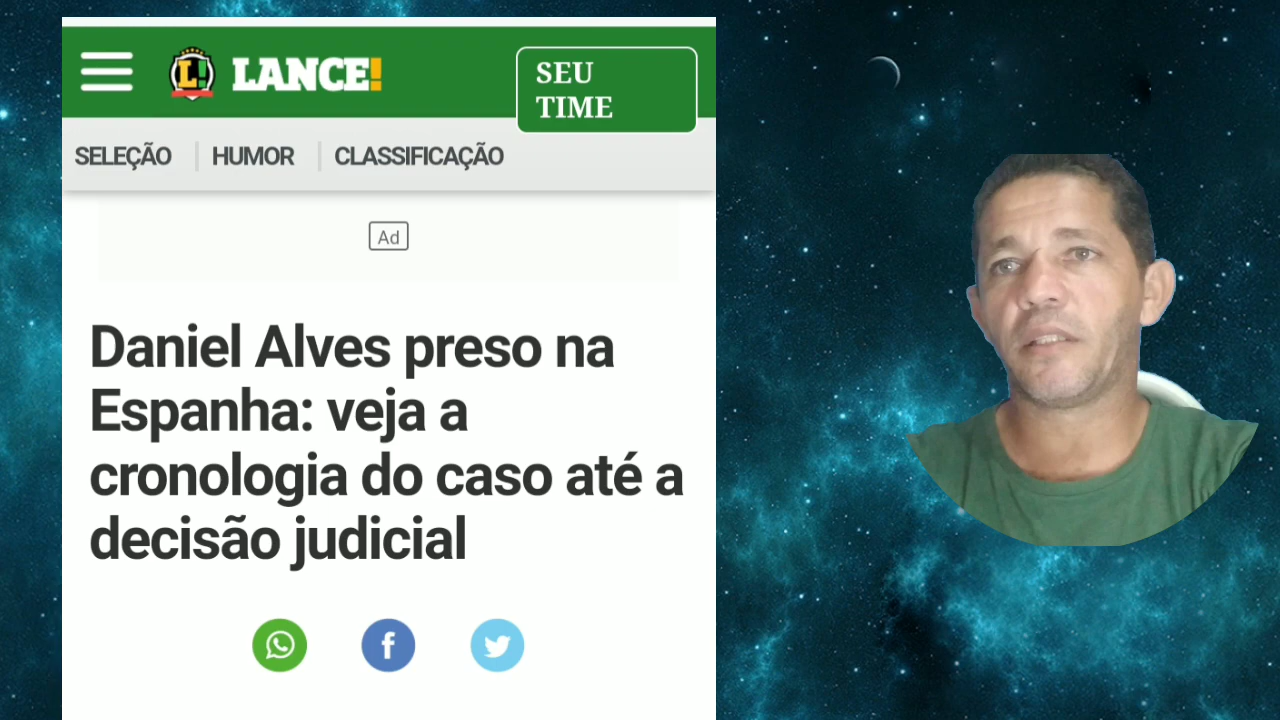 LANCE!
SEU
TIME
SELEÇÃO
HUMOR
CLASSIFICAÇÃO
Ad
Daniel Alves preso na
Espanha: veja a
cronologia do caso até a
decisão judicial